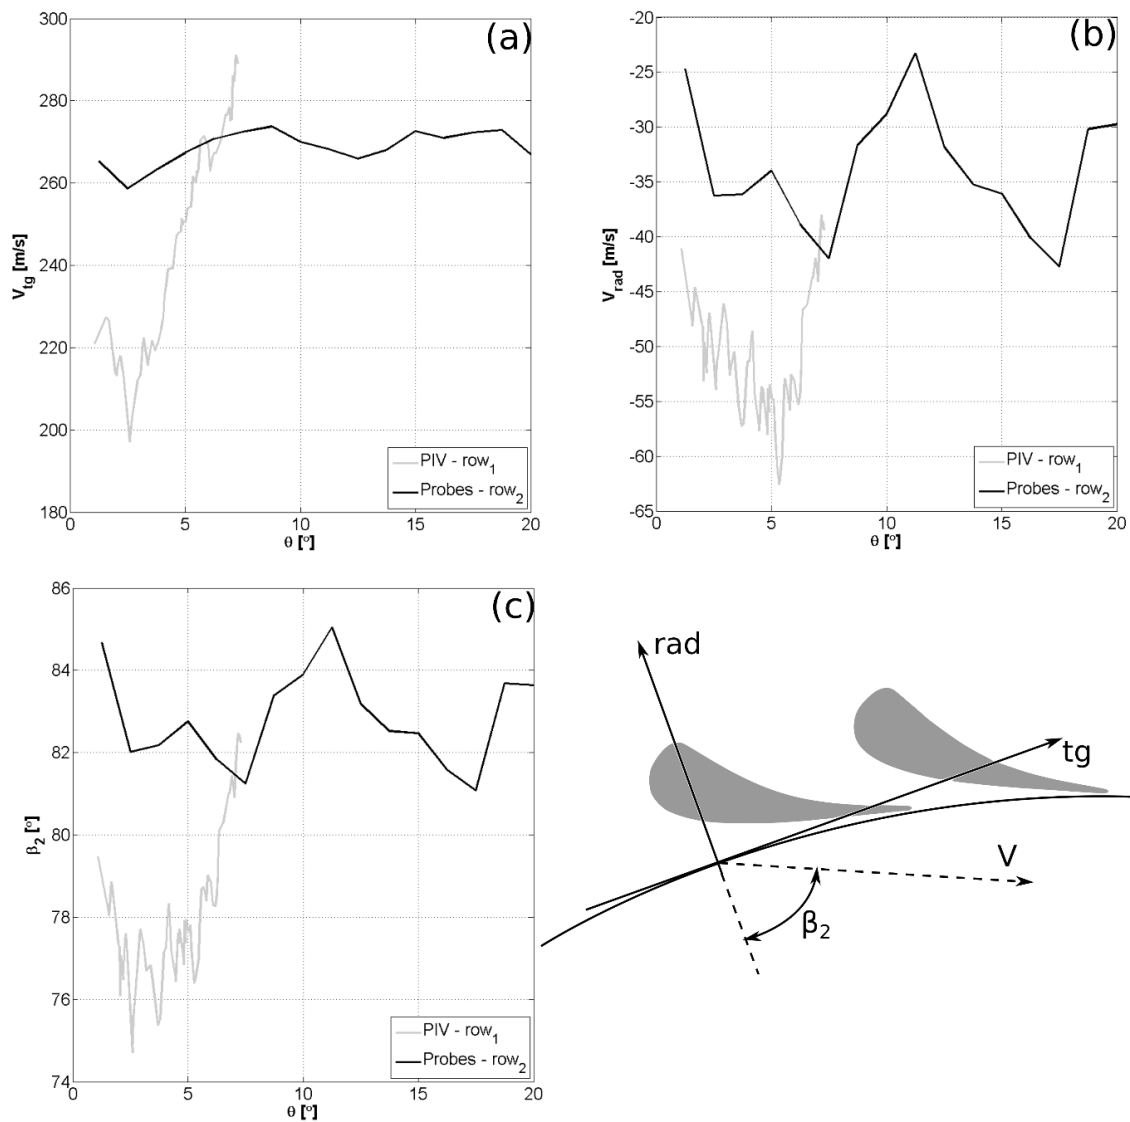 (a)
300
280
260
240
220
200
180
V_tg [m/s]
0 5 10 15 20
θ [°]
PIV - row_1
Probes - row_2
(b)
-20
-25
-30
-35
-40
-45
-50
-55
-60
-65
V_rad [m/s]
0 5 10 15 20
θ [°]
PIV - row_1
Probes - row_2
(c)
86
84
82
80
78
76
74
β_2 [°]
0 5 10 15 20
θ [°]
PIV - row_1
Probes - row_2
rad
tg
V
β_2